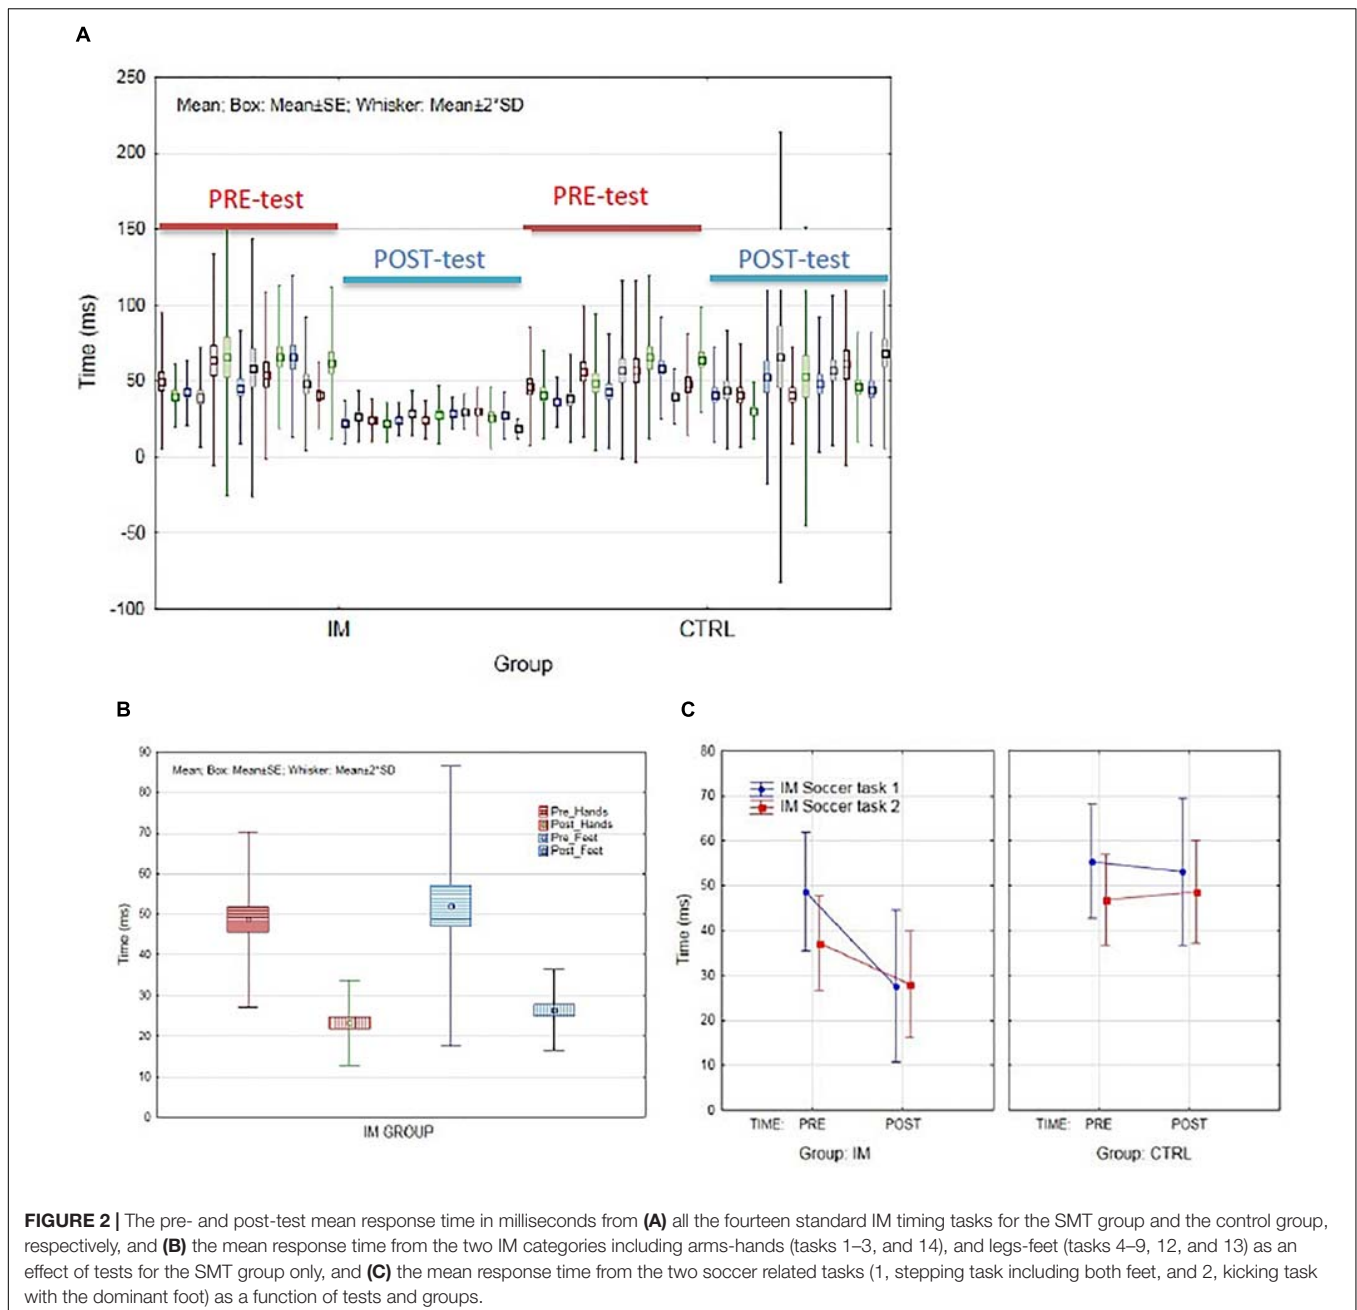 A
250
Mean; Box: Mean±SE; Whisker: Mean±2*SD
200
PRE-test
PRE-test
150
POST-test
POST-test
100
Time (ms)
50
0
-50
-100
IM
CTRL
Group
B
90
Mean; Box: Mean±SE; Whisker: Mean±2*SD
80
Pre_Hands
Post_Hands
Pre_Feet
Post_Feet
70
60
50
Time (ms)
40
30
20
10
0
IM GROUP
C
80
IM Soccer task 1
IM Soccer task 2
70
60
50
Time (ms)
40
30
20
10
0
TIME: PRE POST
Group: IM
TIME: PRE POST
Group: CTRL
FIGURE 2 | The pre- and post-test mean response time in milliseconds from (A) all the fourteen standard IM timing tasks for the SMT group and the control group,
respectively, and (B) the mean response time from the two IM categories including arms-hands (tasks 1–3, and 14), and legs-feet (tasks 4–9, 12, and 13) as an
effect of tests for the SMT group only, and (C) the mean response time from the two soccer related tasks (1, stepping task including both feet, and 2, kicking task
with the dominant foot) as a function of tests and groups.